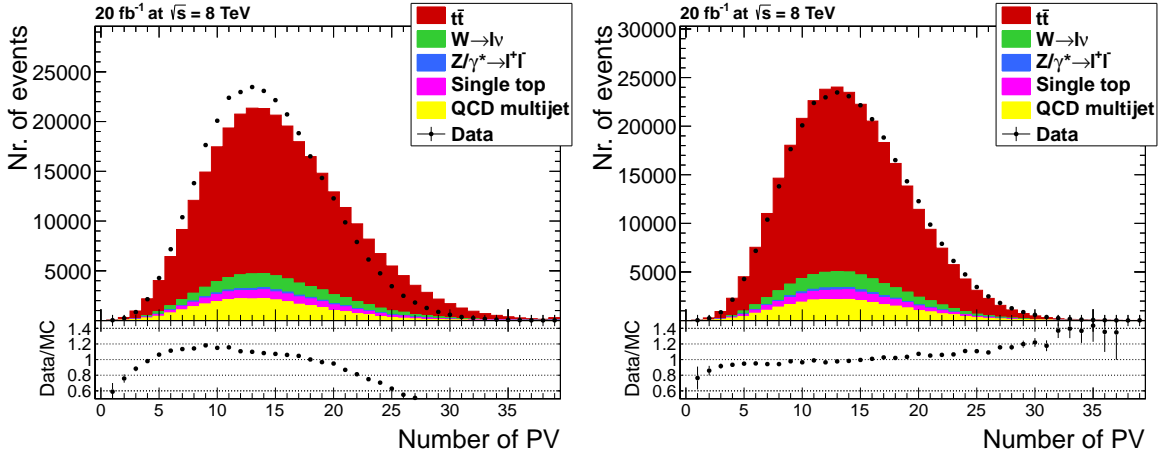 20 fb⁻¹ at √s = 8 TeV
Nr. of events
25000
20000
15000
10000
5000
0
tt̄
W→lν
Z/γ*→l⁺l⁻
Single top
QCD multijet
Data
Data/MC
1.4
1.2
1
0.8
0.6
0 5 10 15 20 25 30 35
Number of PV
20 fb⁻¹ at √s = 8 TeV
Nr. of events
30000
25000
20000
15000
10000
5000
0
tt̄
W→lν
Z/γ*→l⁺l⁻
Single top
QCD multijet
Data
Data/MC
1.4
1.2
1
0.8
0.6
0 5 10 15 20 25 30 35
Number of PV